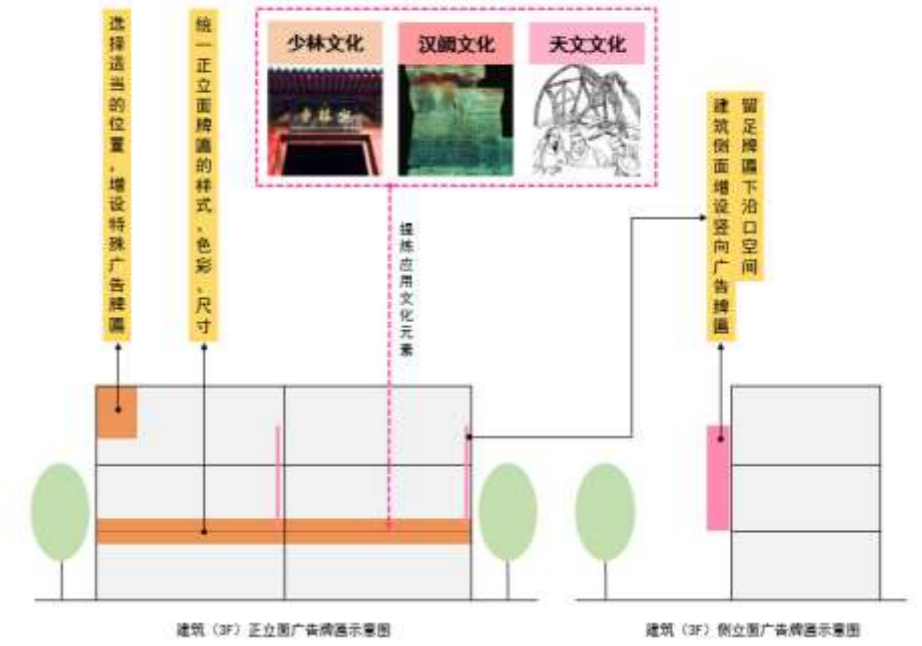 选择适当的位置，增设特殊广告牌匾
统一正立面牌匾的样式、色彩、尺寸
少林文化
汉阙文化
天文文化
少林寺
提炼应用文化元素
留足牌匾下沿口空间
建筑侧面增设竖向广告牌匾
建筑（3F）正立面广告牌匾示意图
建筑（3F）侧立面广告牌匾示意图